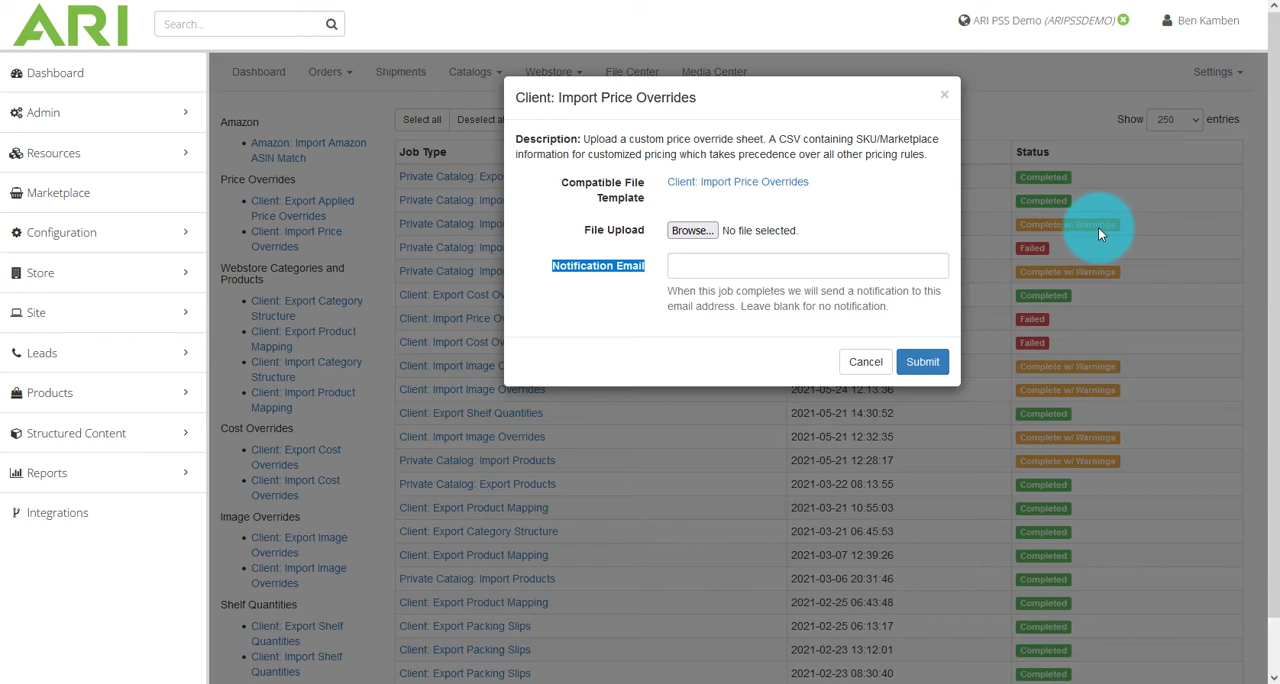 ARI
Search...
ARI PSS Demo (ARIPSSDEMO)
Ben Kamben
Dashboard
Admin
Resources
Marketplace
Configuration
Store
Site
Leads
Products
Structured Content
Reports
Integrations
Dashboard
Orders
Shipments
Catalogs
Webstore
File Center
Media Center
Settings
Amazon
Amazon: Import Amazon
ASIN Match
Price Overrides
Client: Export Applied
Price Overrides
Client: Import Price
Overrides
Webstore Categories and
Products
Client: Export Category
Structure
Client: Export Product
Mapping
Client: Import Category
Structure
Client: Import Product
Mapping
Cost Overrides
Client: Export Cost
Overrides
Client: Import Cost
Overrides
Image Overrides
Client: Export Image
Overrides
Client: Import Image
Overrides
Shelf Quantities
Client: Export Shelf
Quantities
Client: Import Shelf
Quantities
Select all
Deselect al
Show 250 entries
Job Type
Status
Private Catalog: Expo
Completed
Private Catalog: Impo
Completed
Private Catalog: Impo
Complete w/ Warnings
Private Catalog: Impo
Failed
Private Catalog: Impo
Complete w/ Warnings
Client: Export Cost Ov
Completed
Client: Import Price O
Failed
Client: Import Cost Ov
Failed
Client: Import Image O
Complete w/ Warnings
Client: Import Image Overrides 2021-05-24 12:13:36 Complete w/ Warnings
Client: Export Shelf Quantities 2021-05-21 14:30:52 Completed
Client: Import Image Overrides 2021-05-21 12:32:35 Complete w/ Warnings
Private Catalog: Import Products 2021-05-21 12:28:17 Complete w/ Warnings
Private Catalog: Export Products 2021-03-22 08:13:55 Completed
Client: Export Product Mapping 2021-03-21 10:55:03 Completed
Client: Export Category Structure 2021-03-21 06:45:53 Completed
Client: Export Product Mapping 2021-03-07 12:39:26 Completed
Private Catalog: Import Products 2021-03-06 20:31:46 Completed
Client: Export Product Mapping 2021-02-25 06:43:48 Completed
Client: Export Packing Slips 2021-02-25 06:13:17 Completed
Client: Export Packing Slips 2021-02-23 13:12:01 Completed
Client: Export Packing Slips 2021-02-23 08:30:40 Completed
Client: Import Price Overrides
×
Description: Upload a custom price override sheet. A CSV containing SKU/Marketplace
information for customized pricing which takes precedence over all other pricing rules.
Compatible File
Template
Client: Import Price Overrides
File Upload
Browse... No file selected.
Notification Email
When this job completes we will send a notification to this
email address. Leave blank for no notification.
Cancel
Submit